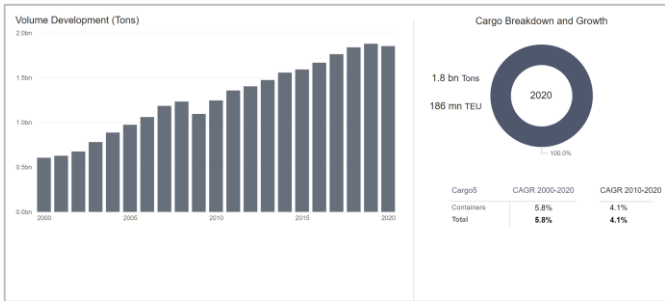 Volume Development (Tons)
2.0bn
1.5bn
1.0bn
0.5bn
0.0bn
2000
2005
2010
2015
2020
Cargo Breakdown and Growth
1.8 bn Tons
186 mn TEU
2020
100.0%
Cargo5 CAGR 2000-2020 CAGR 2010-2020
Containers 5.8% 4.1%
Total 5.8% 4.1%